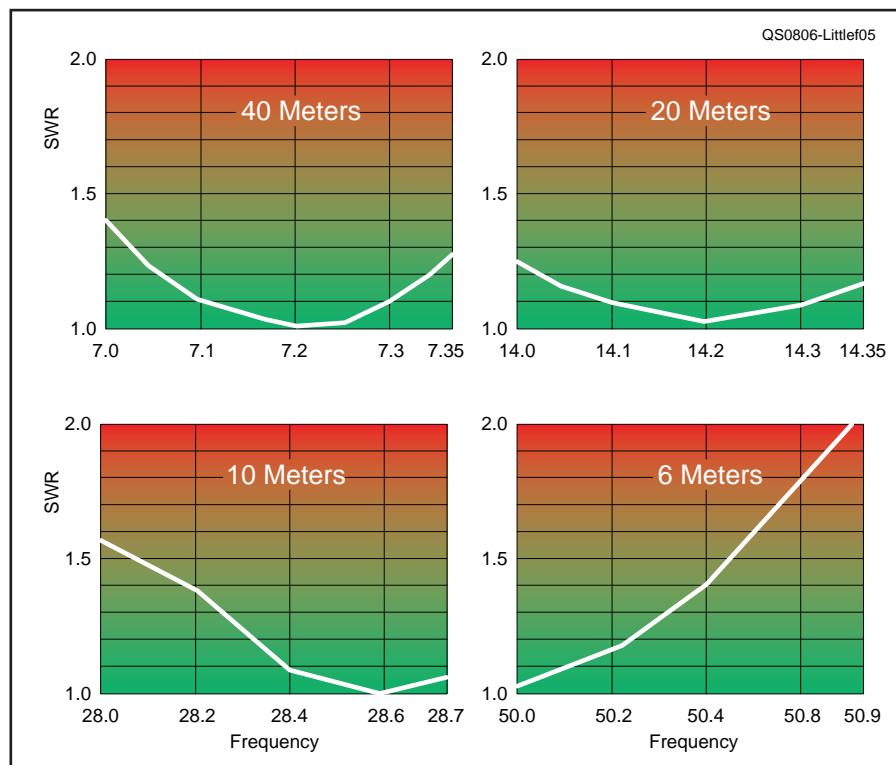 QS0806-Littlef05
2.0
1.5
1.0
SWR
40 Meters
7.0 7.1 7.2 7.3 7.35
2.0
1.5
1.0
20 Meters
14.0 14.1 14.2 14.3 14.35
2.0
1.5
1.0
SWR
10 Meters
28.0 28.2 28.4 28.6 28.7
Frequency
2.0
1.5
1.0
6 Meters
50.0 50.2 50.4 50.8 50.9
Frequency